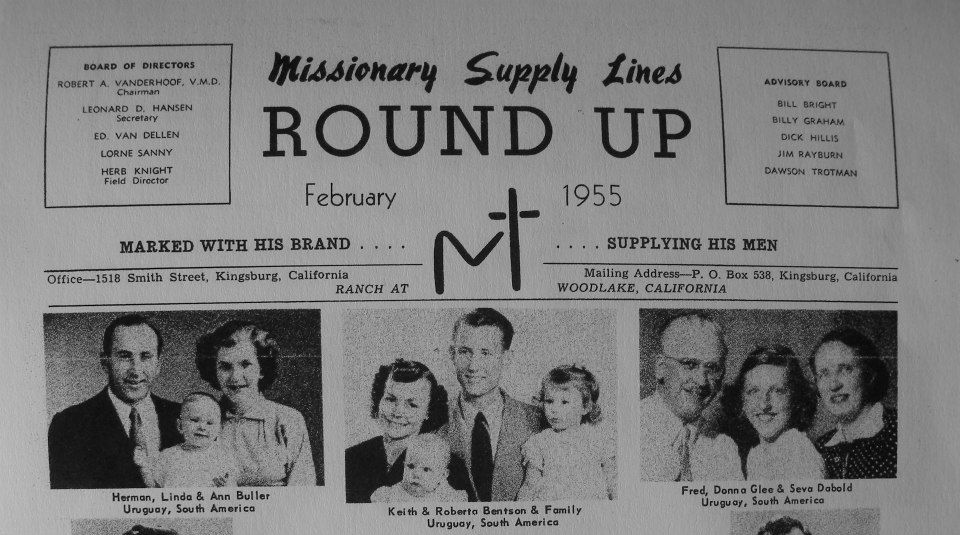 BOARD OF DIRECTORS
ROBERT A. VANDERHOOF, V.M.D.
Chairman
LEONARD D. HANSEN
Secretary
ED. VAN DELLEN
LORNE SANNY
HERB KNIGHT
Field Director
Missionary Supply Lines
ROUND UP
February 1955
ADVISORY BOARD
BILL BRIGHT
BILLY GRAHAM
DICK HILLIS
JIM RAYBURN
DAWSON TROTMAN
MARKED WITH HIS BRAND . . . .
. . . . SUPPLYING HIS MEN
Office—1518 Smith Street, Kingsburg, California
Mailing Address—P. O. Box 538, Kingsburg, California
RANCH AT
WOODLAKE, CALIFORNIA
Herman, Linda & Ann Buller
Uruguay, South America
Keith & Roberta Bentson & Family
Uruguay, South America
Fred, Donna Glee & Seva Dabold
Uruguay, South America